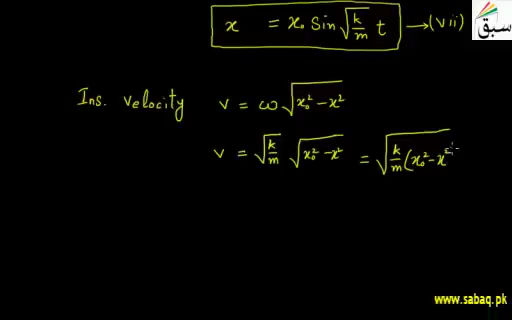 x = x₀ Sin √(k/m) t → (vii)
سبق
Ins. Velocity v = ω √(x₀² - x²)
v = √(k/m) √(x₀² - x²) = √(k/m (x₀² - x²
www.sabaq.pk